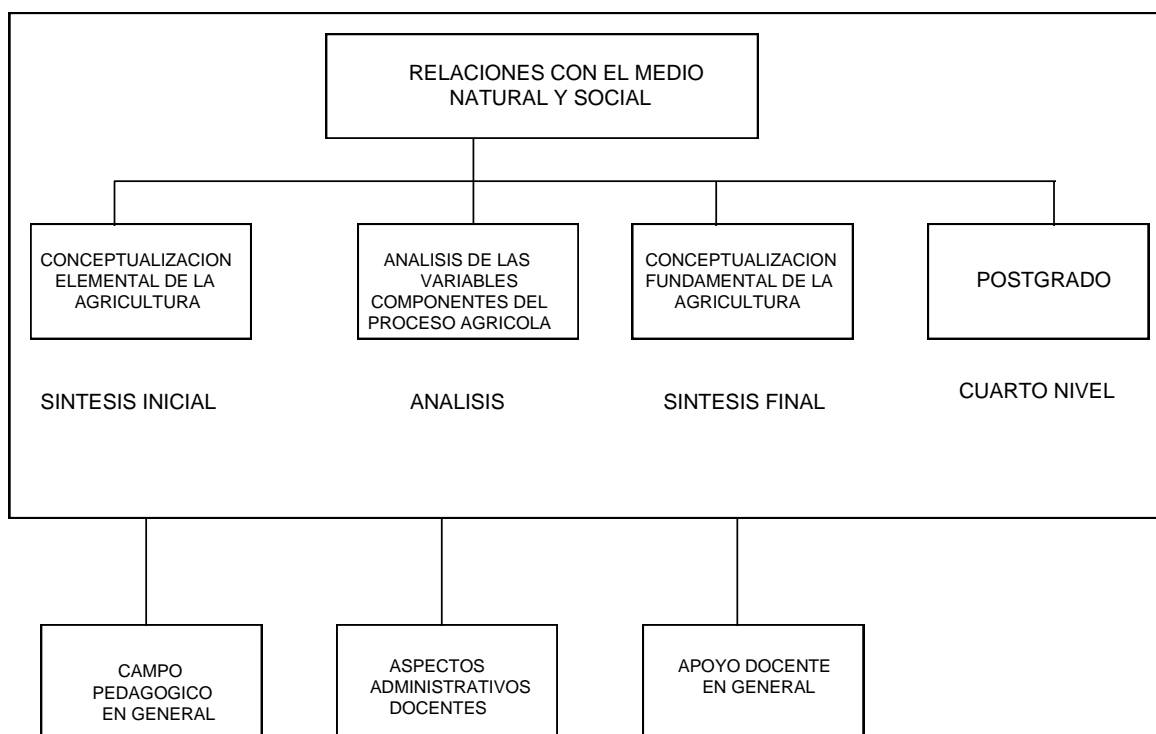 RELACIONES CON EL MEDIO
NATURAL Y SOCIAL
CONCEPTUALIZACION
ELEMENTAL DE LA
AGRICULTURA
ANALISIS DE LAS
VARIABLES
COMPONENTES DEL
PROCESO AGRICOLA
CONCEPTUALIZACION
FUNDAMENTAL DE LA
AGRICULTURA
POSTGRADO
SINTESIS INICIAL
ANALISIS
SINTESIS FINAL
CUARTO NIVEL
CAMPO
PEDAGOGICO
EN GENERAL
ASPECTOS
ADMINISTRATIVOS
DOCENTES
APOYO DOCENTE
EN GENERAL